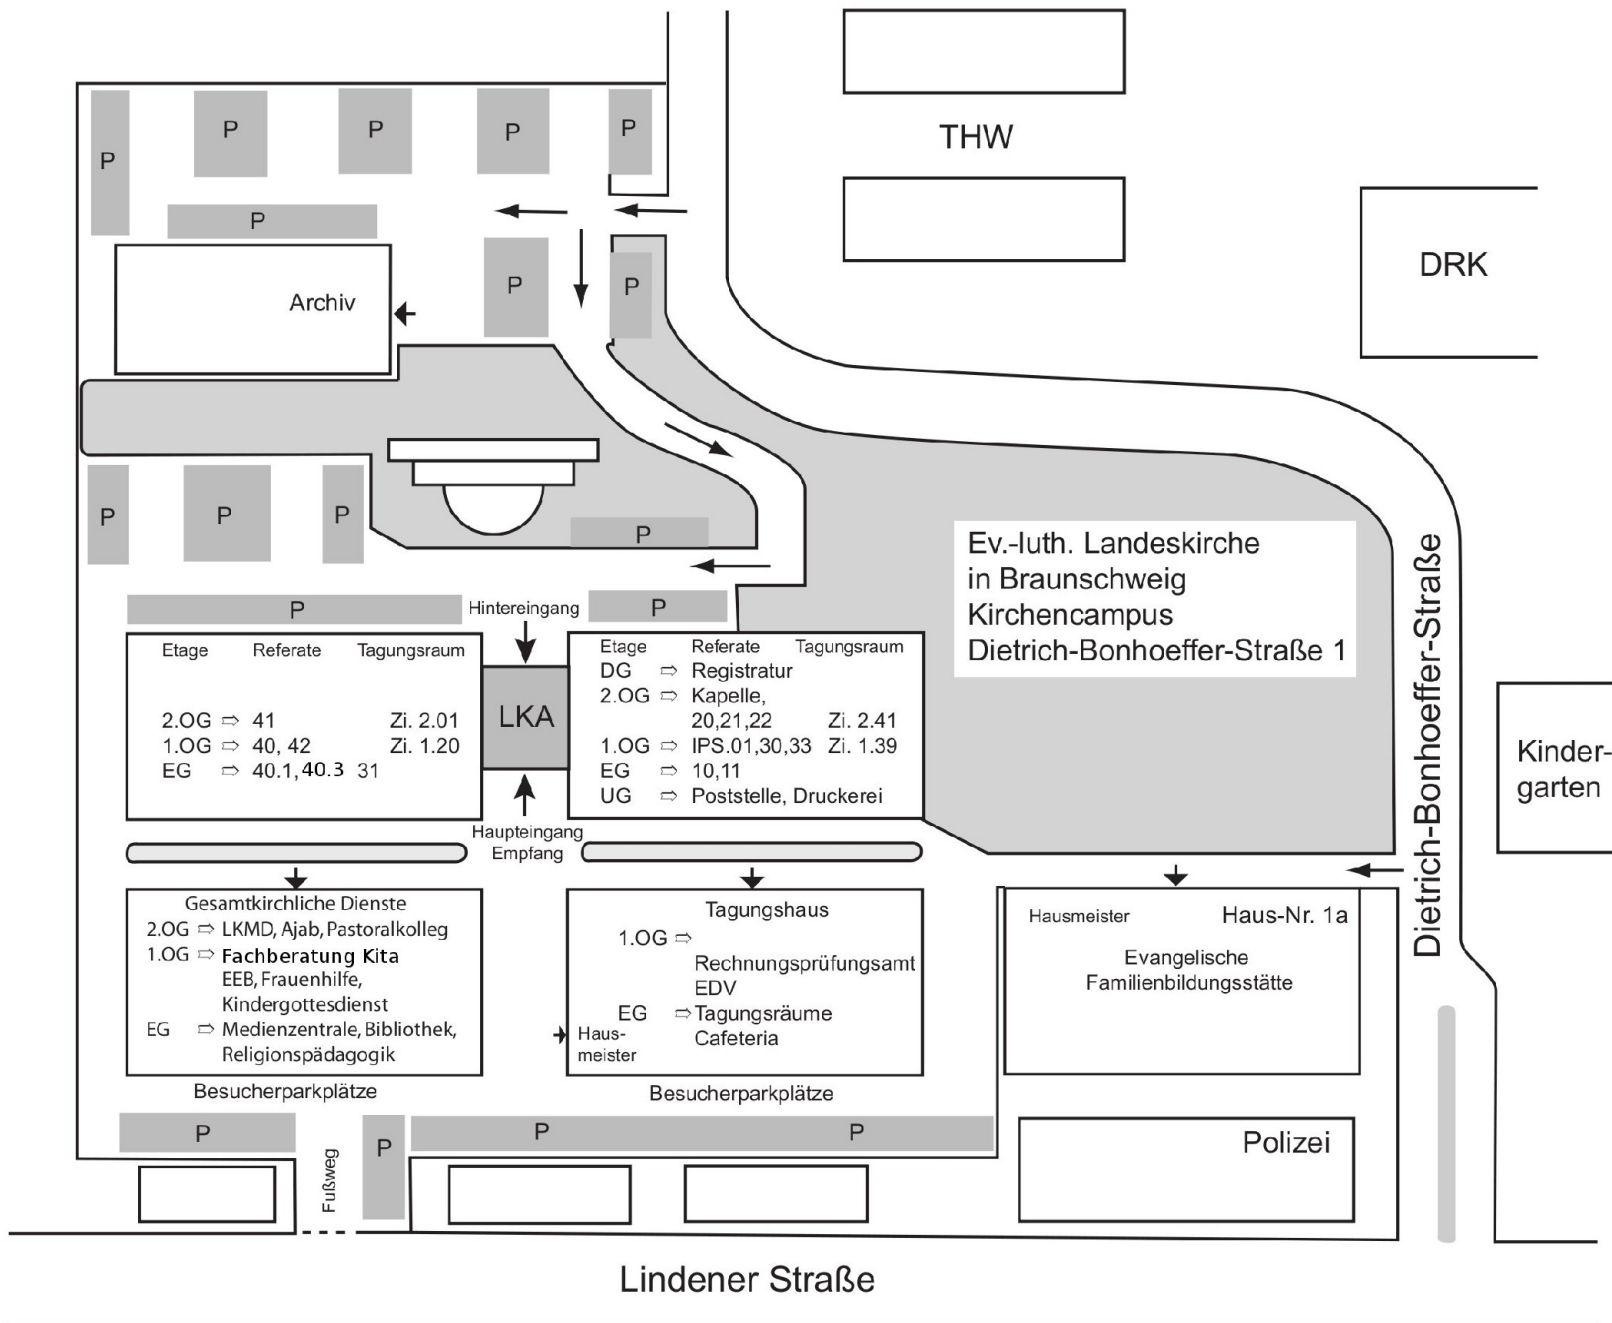 THW
P
P
P
P
P
P
DRK
P
P
Archiv
P
P
P
P
Ev.-luth. Landeskirche
in Braunschweig
Kirchencampus
Dietrich-Bonhoeffer-Straße 1
Dietrich-Bonhoeffer-Straße
P
Hintereingang
P
Etage Referate Tagungsraum
2.OG ⇨ 41 Zi. 2.01
1.OG ⇨ 40, 42 Zi. 1.20
EG ⇨ 40.1, 40.3 31
LKA
Etage Referate Tagungsraum
DG ⇨ Registratur
2.OG ⇨ Kapelle,
20,21,22 Zi. 2.41
1.OG ⇨ IPS.01,30,33 Zi. 1.39
EG ⇨ 10,11
UG ⇨ Poststelle, Druckerei
Kinder-
garten
Haupteingang
Empfang
Gesamtkirchliche Dienste
2.OG ⇨ LKMD, Ajab, Pastoralkolleg
1.OG ⇨ Fachberatung Kita
EEB, Frauenhilfe,
Kindergottesdienst
EG ⇨ Medienzentrale, Bibliothek,
Religionspädagogik
Tagungshaus
1.OG ⇨
Rechnungsprüfungsamt
EDV
EG ⇨ Tagungsräume
Cafeteria
Haus-
meister
Hausmeister Haus-Nr. 1a
Evangelische
Familienbildungsstätte
Besucherparkplätze
Besucherparkplätze
P
P
P
P
Fußweg
Polizei
Lindener Straße